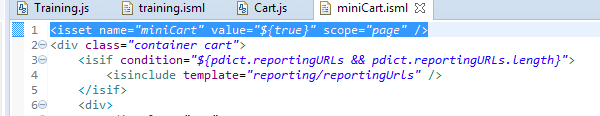 Training.js training.isml Cart.js miniCart.isml
1 <isset name="miniCart" value="${true}" scope="page" />
2 <div class="container cart">
3 <isif condition="${pdict.reportingURLs && pdict.reportingURLs.length}">
4 <isinclude template="reporting/reportingUrls" />
5 </isif>
6 <div>